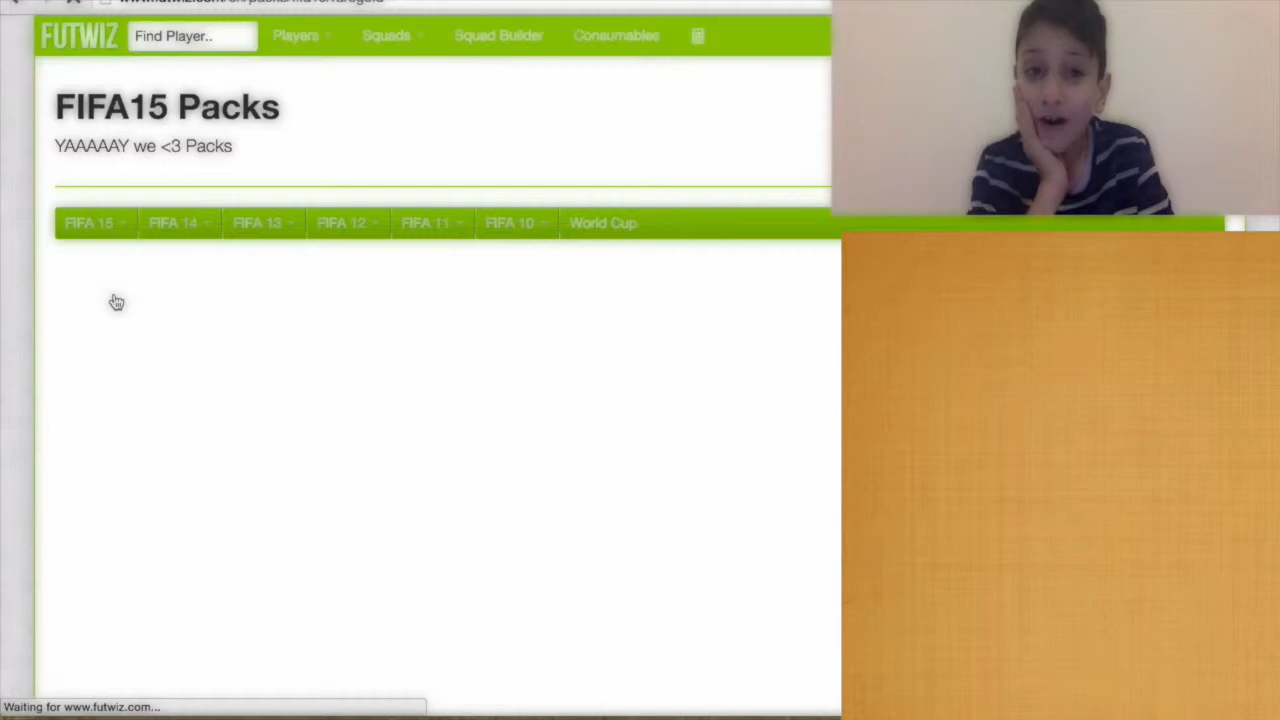 FUTWIZ Find Player.. Players Squads Squad Builder Consumables
FIFA15 Packs
YAAAAAY we <3 Packs
FIFA 15 FIFA 14 FIFA 13 FIFA 12 FIFA 11 FIFA 10 World Cup
Waiting for www.futwiz.com...